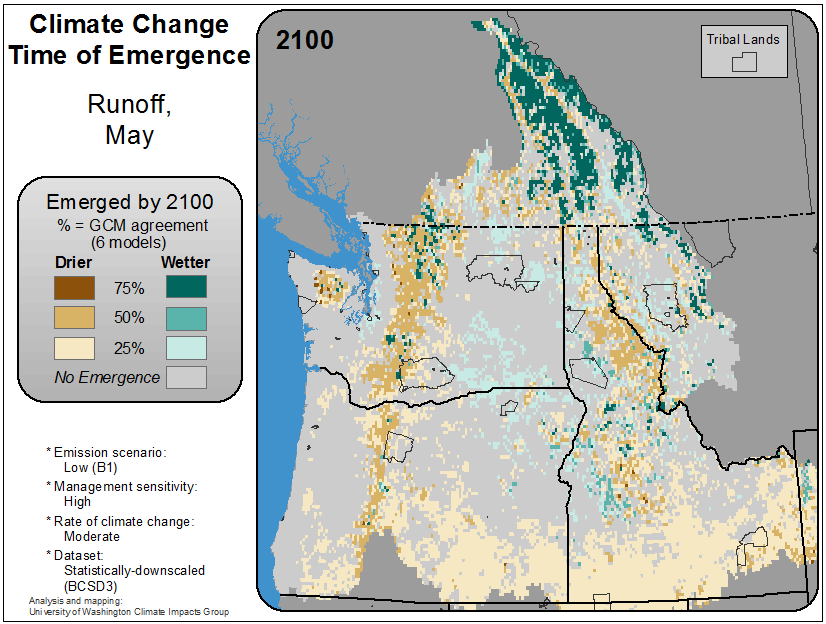 Climate Change
Time of Emergence
Runoff,
May
Emerged by 2100
% = GCM agreement
(6 models)
Drier Wetter
75%
50%
25%
No Emergence
* Emission scenario:
Low (B1)
* Management sensitivity:
High
* Rate of climate change:
Moderate
* Dataset:
Statistically-downscaled
(BCSD3)
Analysis and mapping:
University of Washington Climate Impacts Group
2100
Tribal Lands